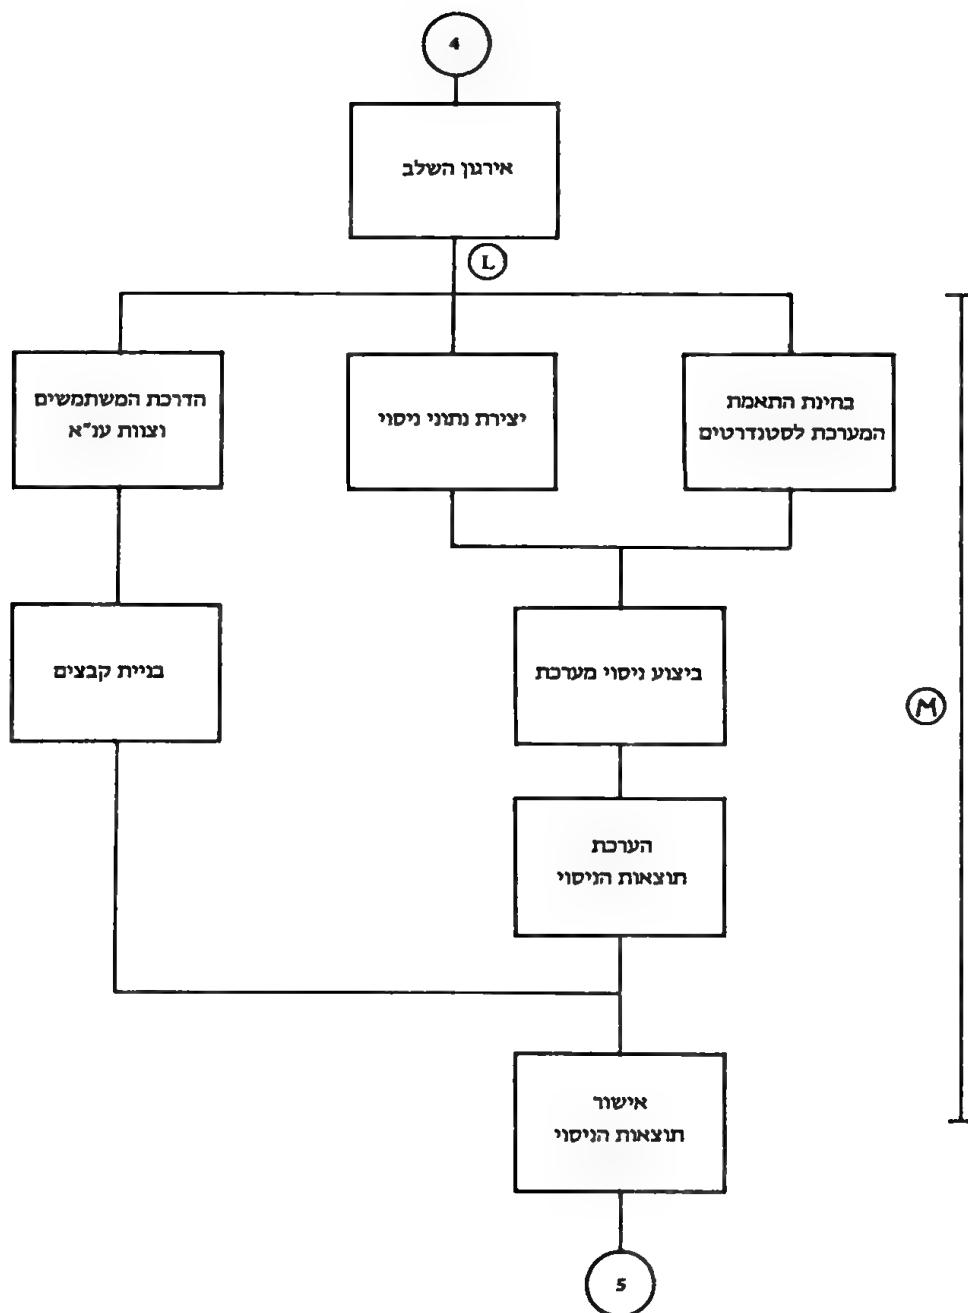 4
אירגון השלב
L
בחינת התאמת
המערכת לסטנדרטים
יצירת נתוני ניסוי
הדרכת המשתמשים
וצוות ענ"א
ביצוע ניסוי מערכת
בניית קבצים
M
הערכת
תוצאות הניסוי
אישור
תוצאות הניסוי
5